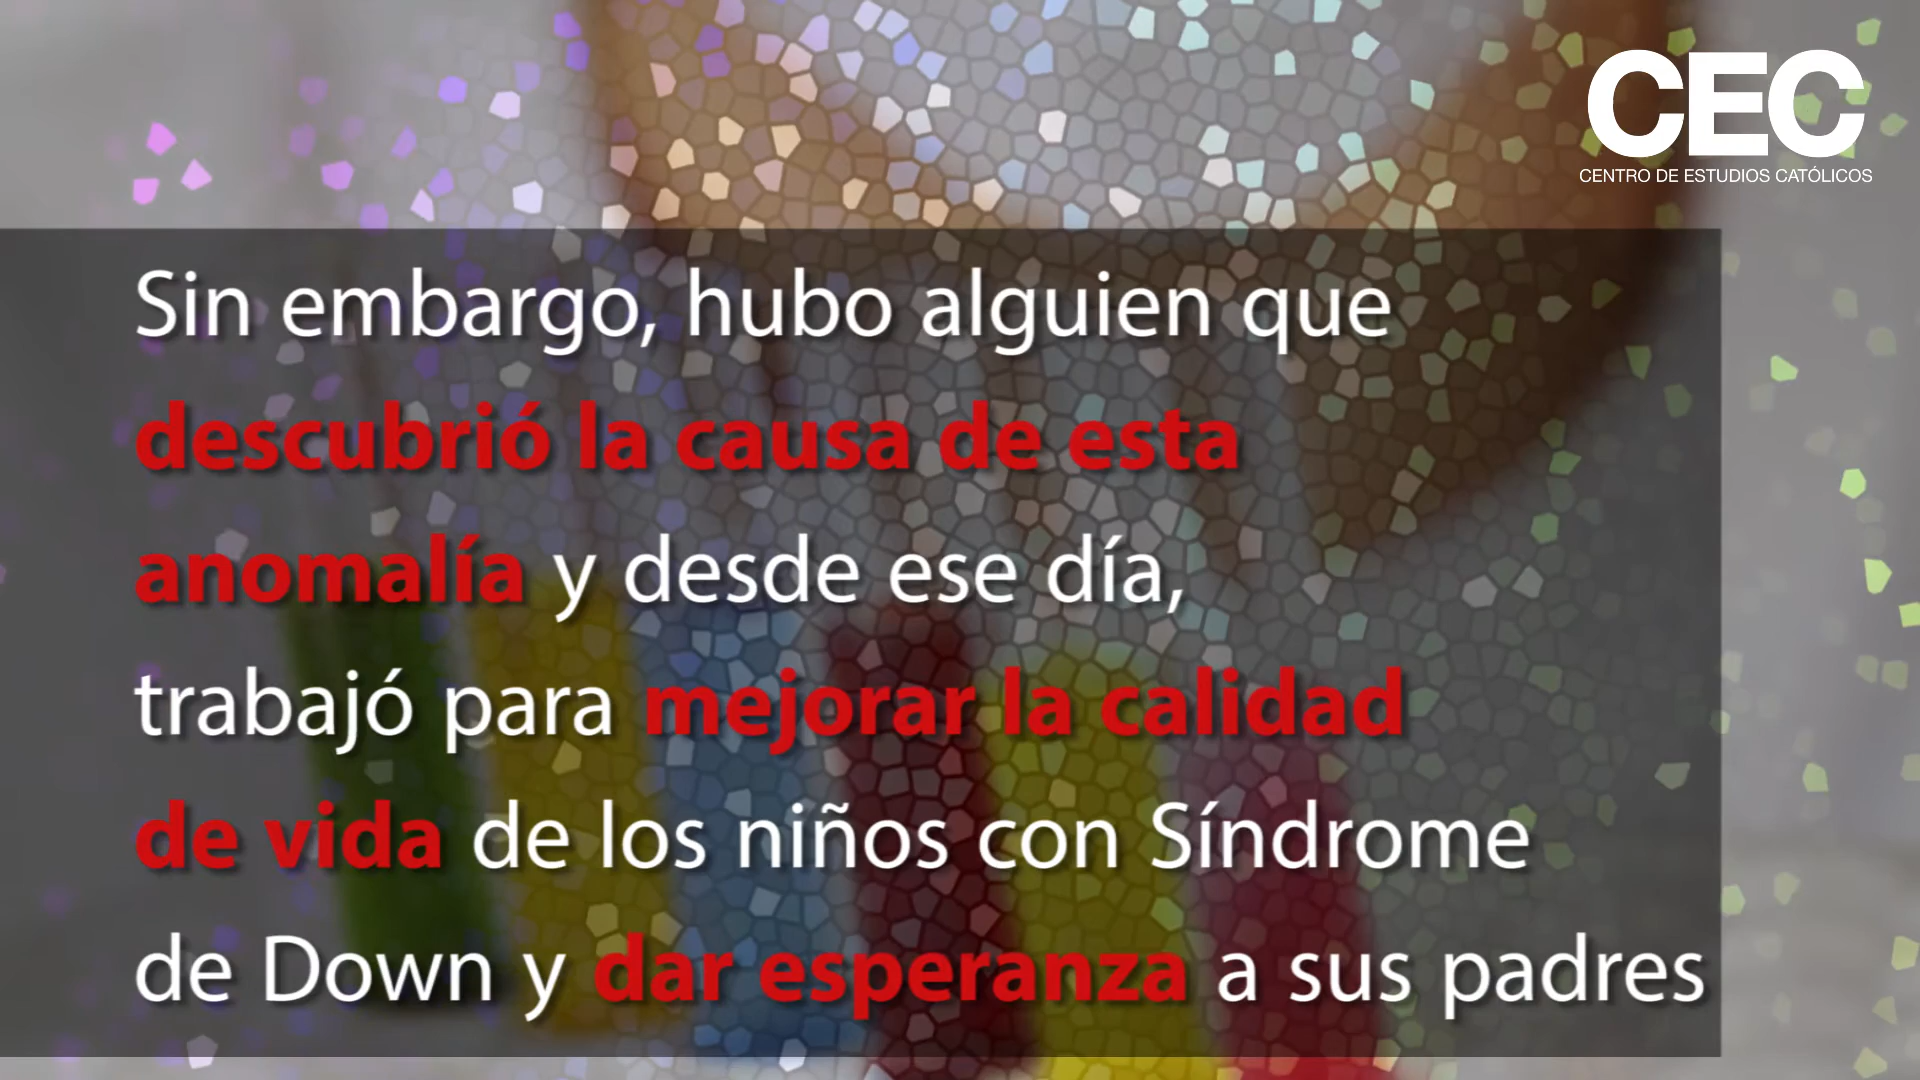 CEC
CENTRO DE ESTUDIOS CATÓLICOS
Sin embargo, hubo alguien que
descubrió la causa de esta
anomalía y desde ese día,
trabajó para mejorar la calidad
de vida de los niños con Síndrome
de Down y dar esperanza a sus padres